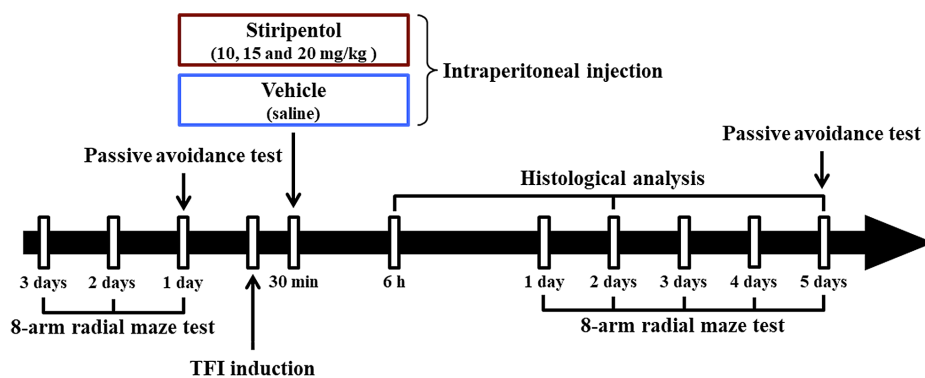 Stiripentol
(10, 15 and 20 mg/kg )
Intraperitoneal injection
Vehicle
(saline)
Passive avoidance test
Passive avoidance test
Histological analysis
3 days 2 days 1 day 30 min 6 h 1 day 2 days 3 days 4 days 5 days
8-arm radial maze test 8-arm radial maze test
TFI induction